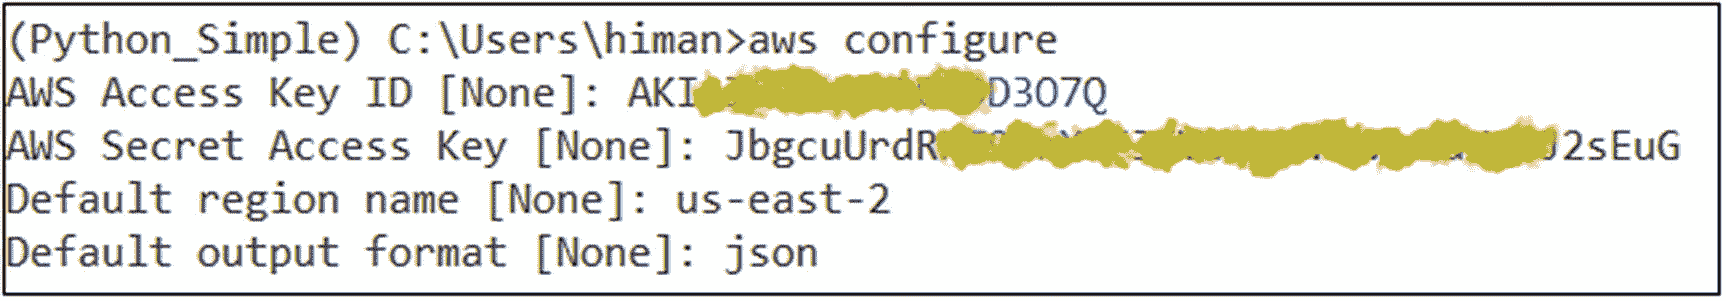 (Python_Simple) C:\Users\himan>aws configure
AWS Access Key ID [None]: AKI D3O7Q
AWS Secret Access Key [None]: JbgcuUrdR J2sEuG
Default region name [None]: us-east-2
Default output format [None]: json